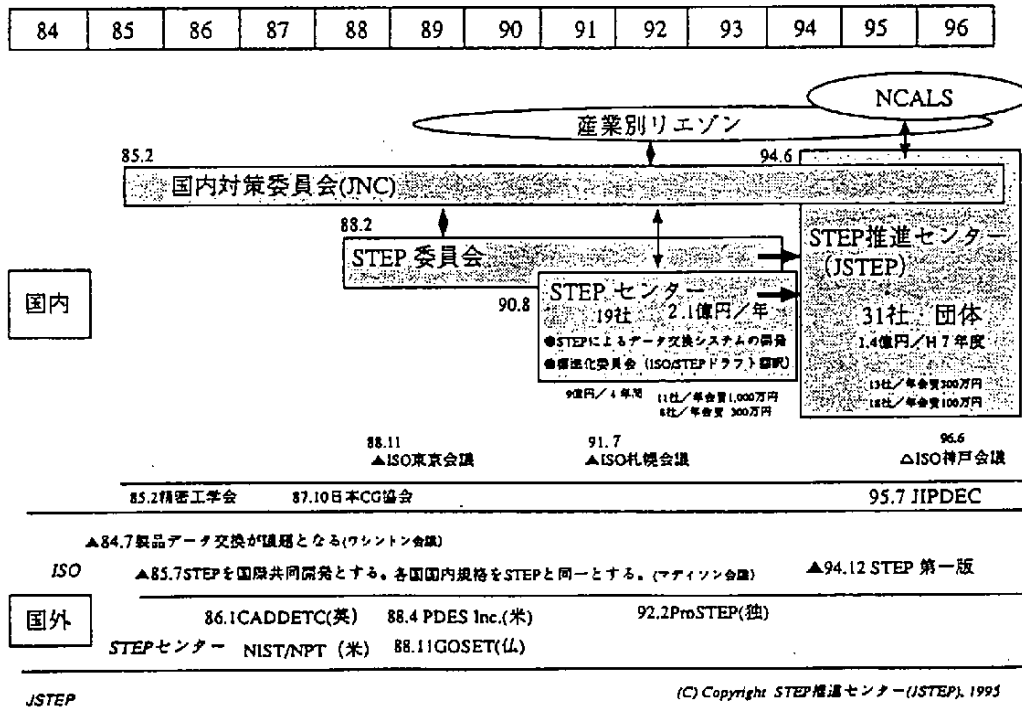 84 85 86 87 88 89 90 91 92 93 94 95 96
NCALS
産業別リエゾン
85.2
94.6
国内対策委員会(JNC)
88.2
STEP 委員会
STEP推進センター
(JSTEP)
国内
90.8
STEP センター
19社 2.1億円／年
●STEPによるデータ交換システムの開発
●標準化委員会（ISO/STEPドラフト翻訳）
31社・団体
1.4億円／H７年度
9億円／4年間
11社／年会費1,000万円
8社／年会費 300万円
13社／年会費300万円
18社／年会費100万円
88.11
▲ISO東京会議
91.7
▲ISO札幌会議
96.6
△ISO神戸会議
85.2精密工学会 87.10日本CG協会 95.7 JIPDEC
▲84.7製品データ交換が議題となる(ワシントン会議)
ISO
▲85.7STEPを国際共同開発とする。各国国内規格をSTEPと同一とする。(マディソン会議)
▲94.12 STEP 第一版
国外
86.1CADDETC(英) 88.4 PDES Inc.(米) 92.2ProSTEP(独)
STEPセンター NIST/NPT（米） 88.11GOSET(仏)
JSTEP
(C) Copyright STEP推進センター(JSTEP), 1995